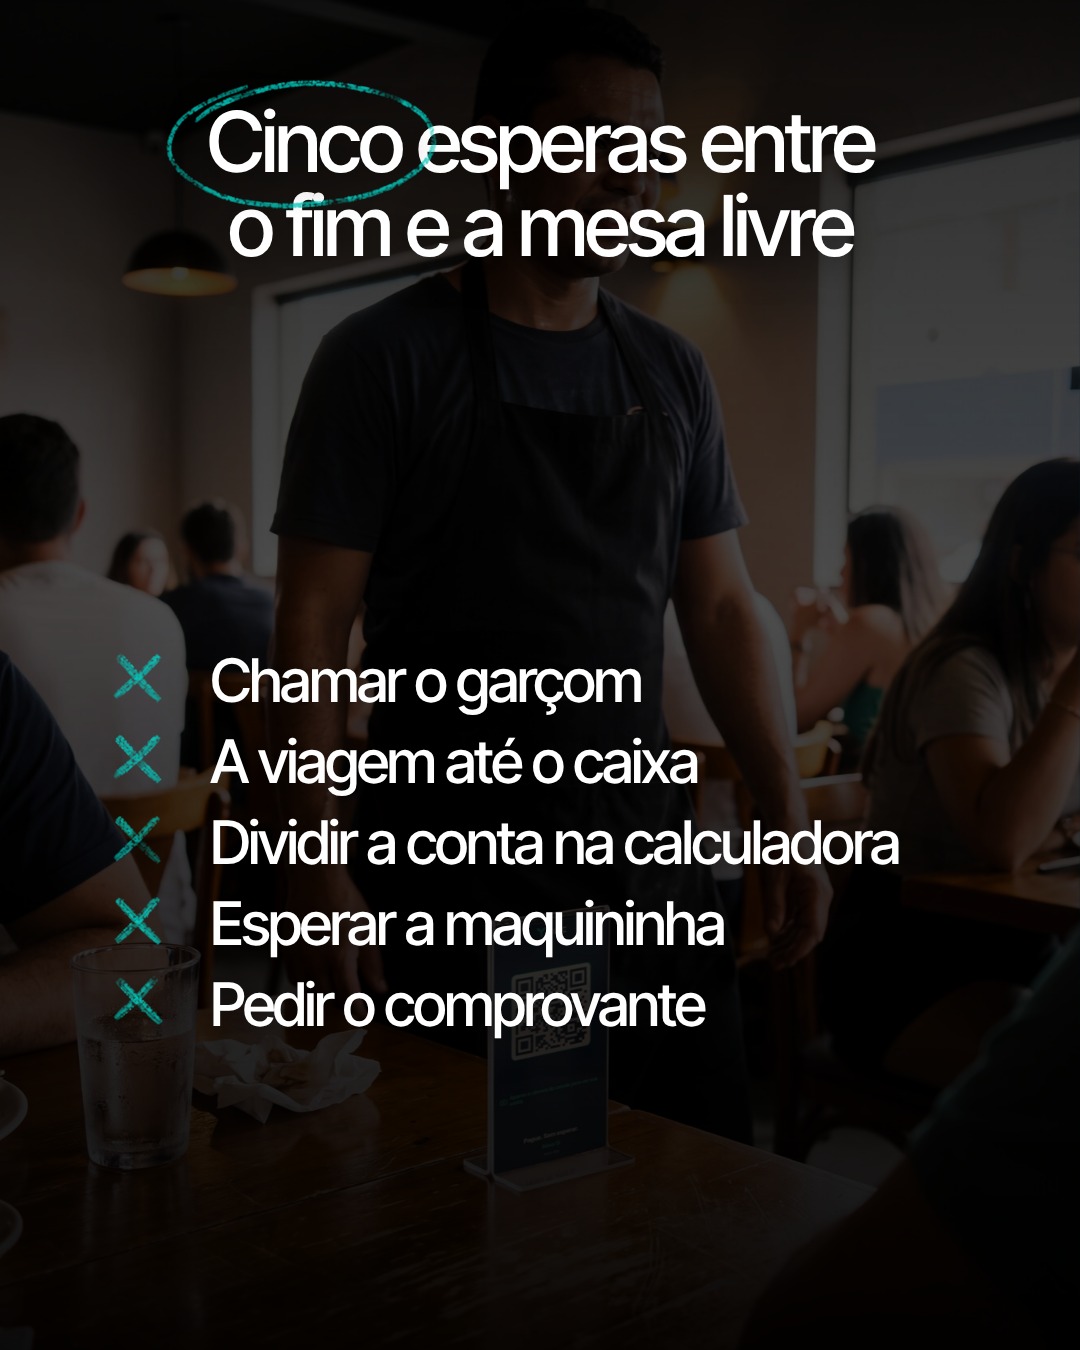 Cinco esperas entre
o fim e a mesa livre
Chamar o garçom
A viagem até o caixa
Dividir a conta na calculadora
Esperar a maquininha
Pedir o comprovante